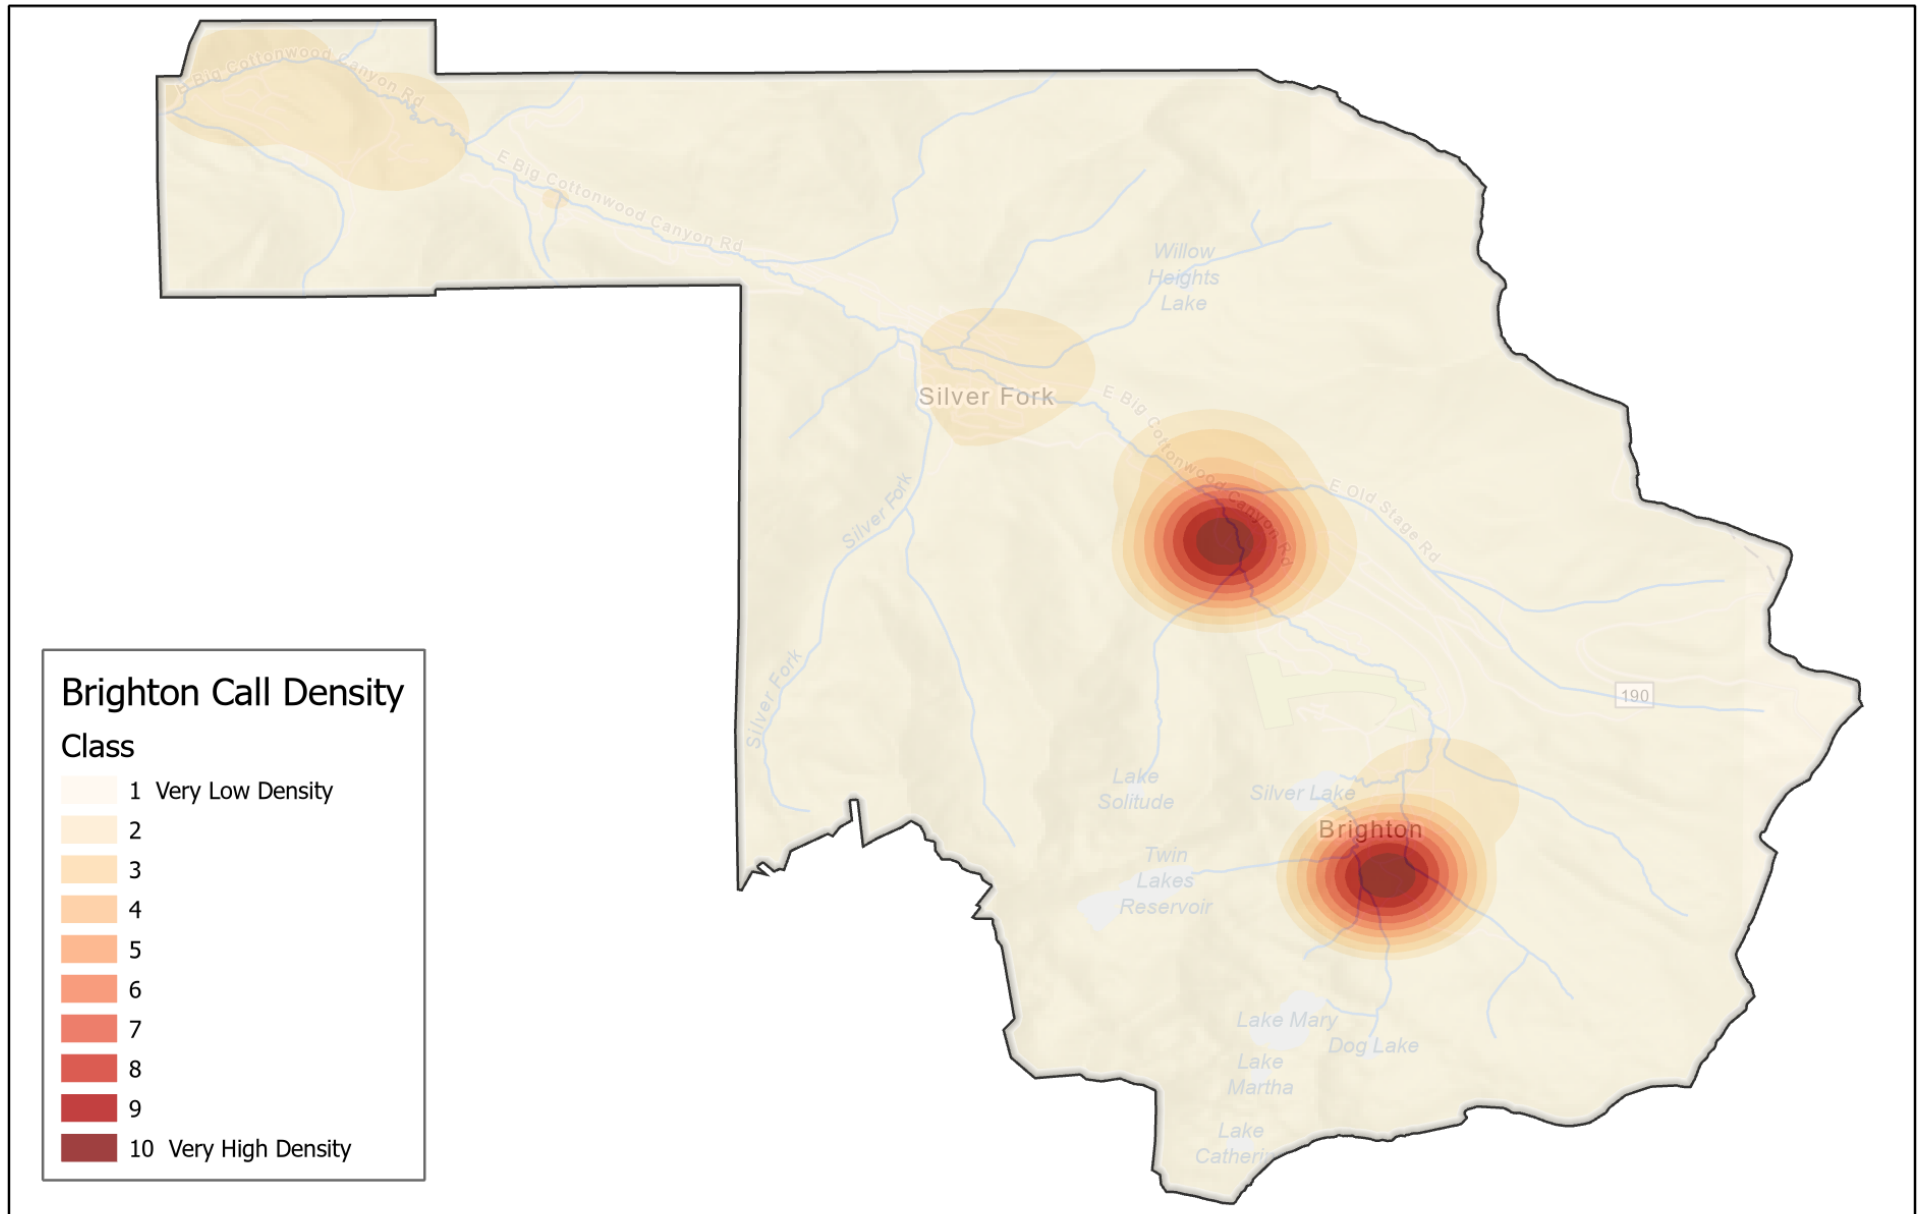 E Big Cottonwood Canyon Rd
E Big Cottonwood Canyon Rd
Willow
Heights
Lake
Silver Fork
E Big Cottonwood Canyon Rd
E Old Stage Rd
Silver Fork
Silver Fork
190
Lake
Solitude
Silver Lake
Brighton
Twin
Lakes
Reservoir
Lake Mary
Dog Lake
Lake
Martha
Lake
Catherin
Brighton Call Density
Class
1 Very Low Density
2
3
4
5
6
7
8
9
10 Very High Density